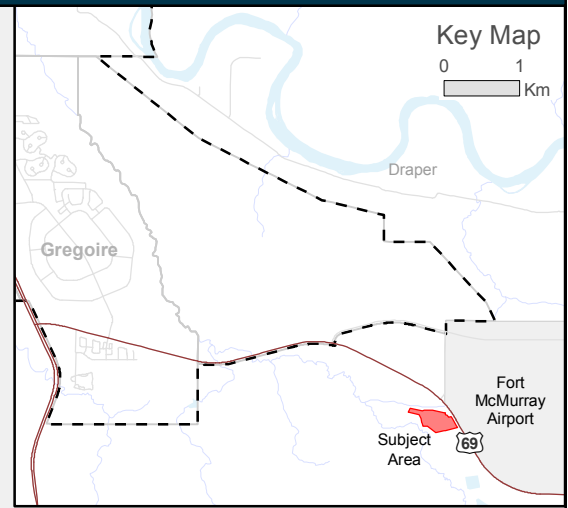 Key Map
0 1
Km
Draper
Gregoire
Fort
McMurray
Airport
Subject
Area
69